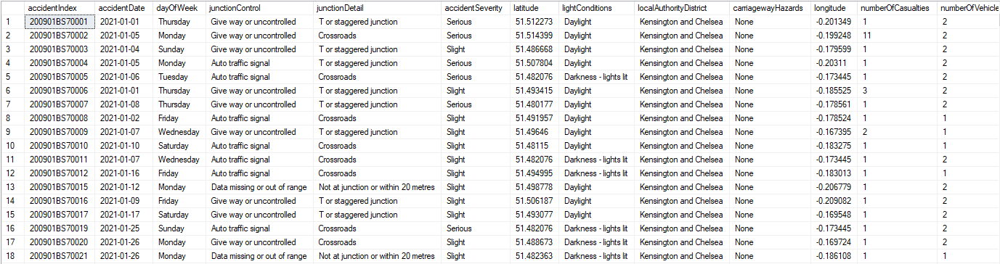 accidentIndex accidentDate dayOfWeek junctionControl junctionDetail accidentSeverity latitude lightConditions localAuthorityDistrict carriagewayHazards longitude numberOfCasualties numberOfVehicle
1 200901BS70001 2021-01-01 Thursday Give way or uncontrolled T or staggered junction Serious 51.512273 Daylight Kensington and Chelsea None -0.201349 1 2
2 200901BS70002 2021-01-05 Monday Give way or uncontrolled Crossroads Serious 51.514399 Daylight Kensington and Chelsea None -0.199248 11 2
3 200901BS70003 2021-01-04 Sunday Give way or uncontrolled T or staggered junction Slight 51.486668 Daylight Kensington and Chelsea None -0.179599 1 2
4 200901BS70004 2021-01-05 Monday Auto traffic signal T or staggered junction Serious 51.507804 Daylight Kensington and Chelsea None -0.20311 1 2
5 200901BS70005 2021-01-06 Tuesday Auto traffic signal Crossroads Serious 51.482076 Darkness - lights lit Kensington and Chelsea None -0.173445 1 2
6 200901BS70006 2021-01-01 Thursday Give way or uncontrolled T or staggered junction Slight 51.493415 Daylight Kensington and Chelsea None -0.185525 3 2
7 200901BS70007 2021-01-08 Thursday Give way or uncontrolled T or staggered junction Serious 51.480177 Daylight Kensington and Chelsea None -0.178561 1 2
8 200901BS70008 2021-01-02 Friday Auto traffic signal Crossroads Slight 51.491957 Daylight Kensington and Chelsea None -0.178524 1 1
9 200901BS70009 2021-01-07 Wednesday Give way or uncontrolled T or staggered junction Slight 51.49646 Daylight Kensington and Chelsea None -0.167395 2 1
10 200901BS70010 2021-01-10 Saturday Auto traffic signal Crossroads Slight 51.48115 Daylight Kensington and Chelsea None -0.183275 1 1
11 200901BS70011 2021-01-07 Wednesday Auto traffic signal Crossroads Slight 51.482076 Darkness - lights lit Kensington and Chelsea None -0.173445 1 2
12 200901BS70012 2021-01-16 Friday Auto traffic signal Crossroads Slight 51.494995 Darkness - lights lit Kensington and Chelsea None -0.183013 1 1
13 200901BS70015 2021-01-12 Monday Data missing or out of range Not at junction or within 20 metres Slight 51.498778 Daylight Kensington and Chelsea None -0.206779 1 1
14 200901BS70016 2021-01-09 Friday Give way or uncontrolled T or staggered junction Slight 51.506187 Daylight Kensington and Chelsea None -0.209082 1 2
15 200901BS70017 2021-01-17 Saturday Give way or uncontrolled T or staggered junction Slight 51.493077 Daylight Kensington and Chelsea None -0.169548 1 2
16 200901BS70019 2021-01-25 Sunday Auto traffic signal Crossroads Serious 51.482076 Darkness - lights lit Kensington and Chelsea None -0.173445 1 2
17 200901BS70020 2021-01-26 Monday Give way or uncontrolled Crossroads Slight 51.488673 Darkness - lights lit Kensington and Chelsea None -0.169724 1 2
18 200901BS70021 2021-01-26 Monday Data missing or out of range Not at junction or within 20 metres Slight 51.482363 Darkness - lights lit Kensington and Chelsea None -0.186108 1 1